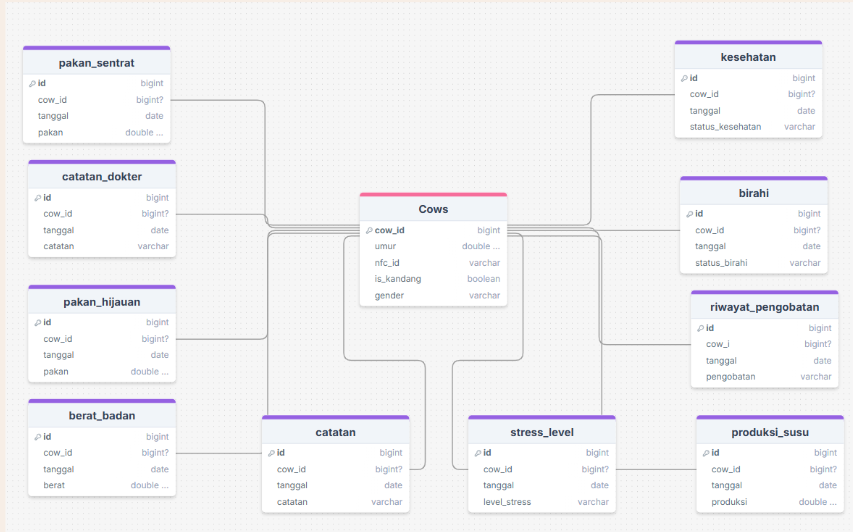 pakan_sentrat
id bigint
cow_id bigint?
tanggal date
pakan double ...
catatan_dokter
id bigint
cow_id bigint?
tanggal date
catatan varchar
pakan_hijauan
id bigint
cow_id bigint?
tanggal date
pakan double ...
berat_badan
id bigint
cow_id bigint?
tanggal date
berat double ...
Cows
cow_id bigint
umur double ...
nfc_id varchar
is_kandang boolean
gender varchar
catatan
id bigint
cow_id bigint?
tanggal date
catatan varchar
stress_level
id bigint
cow_id bigint?
tanggal date
level_stress varchar
kesehatan
id bigint
cow_id bigint?
tanggal date
status_kesehatan varchar
birahi
id bigint
cow_id bigint?
tanggal date
status_birahi varchar
riwayat_pengobatan
id bigint
cow_i bigint?
tanggal date
pengobatan varchar
produksi_susu
id bigint
cow_id bigint?
tanggal date
produksi double ...